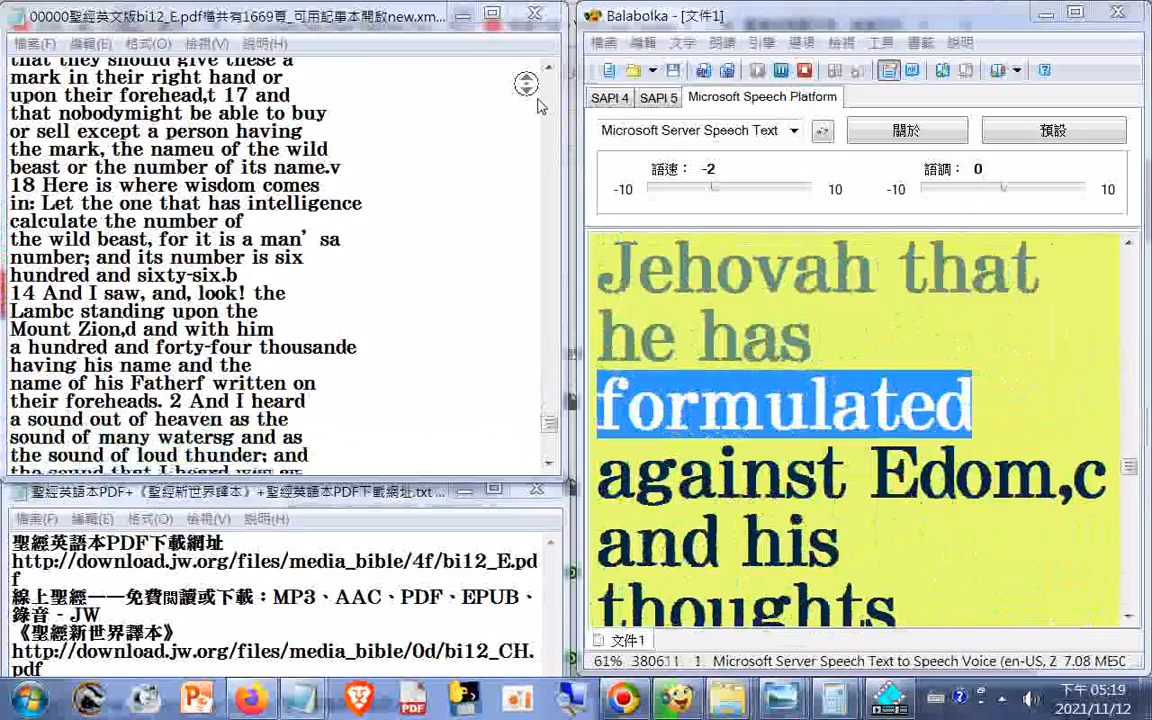 00000聖經英文版bi12_E.pdf檔共有1669頁_可用記事本開啟new.xm...
檔案(F) 編輯(E) 格式(O) 檢視(V) 說明(H)
that they should give these a
mark in their right hand or
upon their forehead,t 17 and
that nobodymight be able to buy
or sell except a person having
the mark, the nameu of the wild
beast or the number of its name.v
18 Here is where wisdom comes
in: Let the one that has intelligence
calculate the number of
the wild beast, for it is a man’sa
number; and its number is six
hundred and sixty-six.b
14 And I saw, and, look! the
Lambc standing upon the
Mount Zion,d and with him
a hundred and forty-four thousande
having his name and the
name of his Fatherf written on
their foreheads. 2 And I heard
a sound out of heaven as the
sound of many watersg and as
the sound of loud thunder; and
the sound that I heard was as
聖經英語本PDF+《聖經新世界譯本》+聖經英語本PDF下載網址.txt ...
檔案(F) 編輯(E) 格式(O) 檢視(V) 說明(H)
聖經英語本PDF下載網址
http://download.jw.org/files/media_bible/4f/bi12_E.pd
f
線上聖經——免費閱讀或下載：MP3、AAC、PDF、EPUB、
錄音 - JW
《聖經新世界譯本》
http://download.jw.org/files/media_bible/0d/bi12_CH.
pdf
Balabolka - [文件1]
檔案 編輯 文字 朗讀 引擎 選項 檢視 工具 書籤 說明
SAPI 4 SAPI 5 Microsoft Speech Platform
Microsoft Server Speech Text 關於 預設
語速： -2 語調： 0
-10 10 -10 10
Jehovah that
he has
formulated
against Edom,c
and his
thoughts
文件1
61% 380611 1. Microsoft Server Speech Text to Speech Voice (en-US, Z 7.08 МБ
下午 05:19
2021/11/12